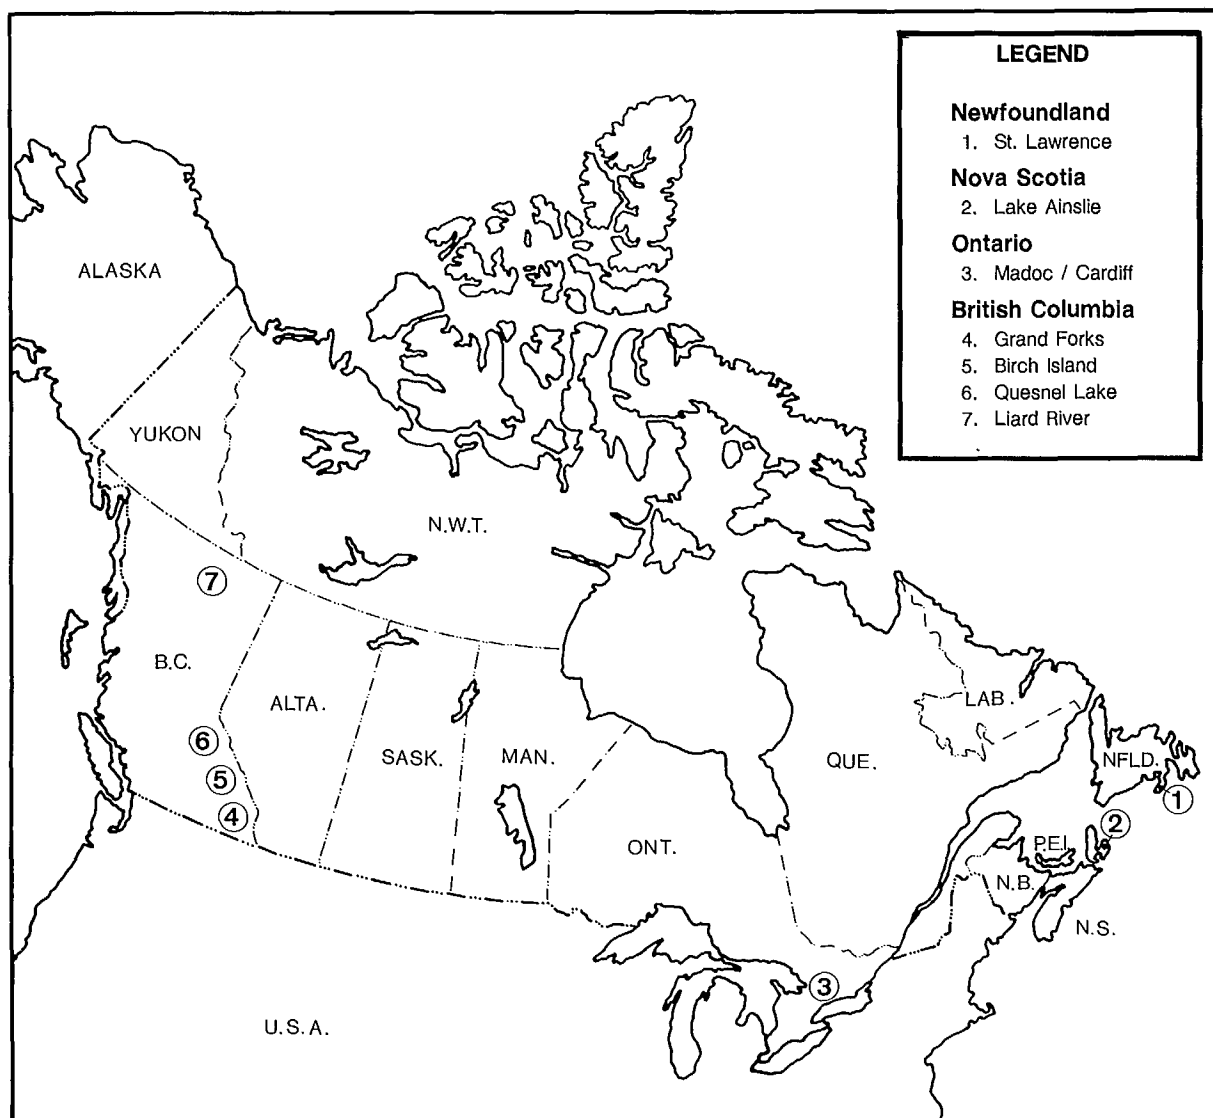 LEGEND
Newfoundland
1. St. Lawrence
Nova Scotia
2. Lake Ainslie
Ontario
3. Madoc / Cardiff
British Columbia
4. Grand Forks
5. Birch Island
6. Quesnel Lake
7. Liard River
ALASKA
YUKON
N.W.T.
7
B.C.
ALTA.
SASK.
MAN.
ONT.
QUE.
LAB.
NFLD.
1
2
P.E.I.
N.B.
N.S.
6
5
4
3
U.S.A.